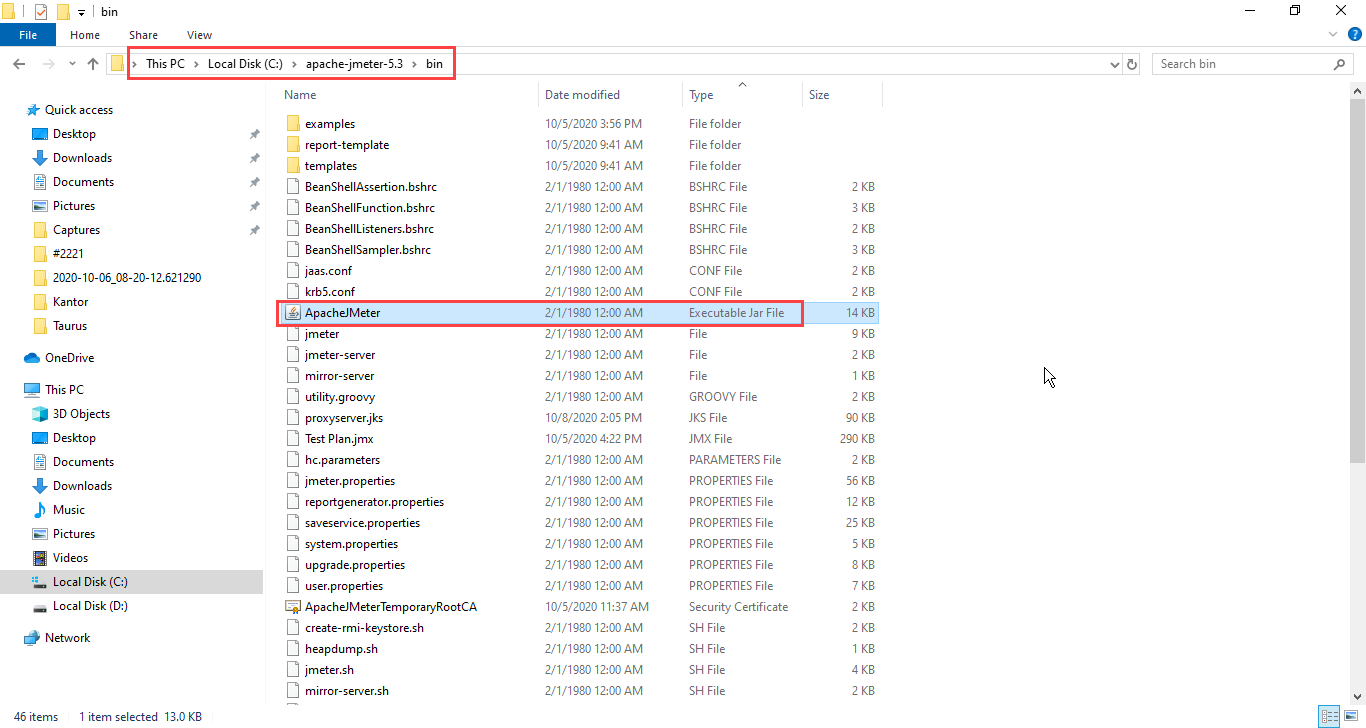 bin
File Home Share View
This PC Local Disk (C:) apache-jmeter-5.3 bin Search bin
Name Date modified Type Size
Quick access
Desktop
Downloads
Documents
Pictures
Captures
#2221
2020-10-06_08-20-12.621290
Kantor
Taurus
OneDrive
This PC
3D Objects
Desktop
Documents
Downloads
Music
Pictures
Videos
Local Disk (C:)
Local Disk (D:)
Network
examples 10/5/2020 3:56 PM File folder
report-template 10/5/2020 9:41 AM File folder
templates 10/5/2020 9:41 AM File folder
BeanShellAssertion.bshrc 2/1/1980 12:00 AM BSHRC File 2 KB
BeanShellFunction.bshrc 2/1/1980 12:00 AM BSHRC File 3 KB
BeanShellListeners.bshrc 2/1/1980 12:00 AM BSHRC File 2 KB
BeanShellSampler.bshrc 2/1/1980 12:00 AM BSHRC File 3 KB
jaas.conf 2/1/1980 12:00 AM CONF File 2 KB
krb5.conf 2/1/1980 12:00 AM CONF File 2 KB
ApacheJMeter 2/1/1980 12:00 AM Executable Jar File 14 KB
jmeter 2/1/1980 12:00 AM File 9 KB
jmeter-server 2/1/1980 12:00 AM File 2 KB
mirror-server 2/1/1980 12:00 AM File 1 KB
utility.groovy 2/1/1980 12:00 AM GROOVY File 2 KB
proxyserver.jks 10/8/2020 2:05 PM JKS File 90 KB
Test Plan.jmx 10/5/2020 4:22 PM JMX File 290 KB
hc.parameters 2/1/1980 12:00 AM PARAMETERS File 2 KB
jmeter.properties 2/1/1980 12:00 AM PROPERTIES File 56 KB
reportgenerator.properties 2/1/1980 12:00 AM PROPERTIES File 12 KB
saveservice.properties 2/1/1980 12:00 AM PROPERTIES File 25 KB
system.properties 2/1/1980 12:00 AM PROPERTIES File 5 KB
upgrade.properties 2/1/1980 12:00 AM PROPERTIES File 8 KB
user.properties 2/1/1980 12:00 AM PROPERTIES File 7 KB
ApacheJMeterTemporaryRootCA 10/5/2020 11:37 AM Security Certificate 2 KB
create-rmi-keystore.sh 2/1/1980 12:00 AM SH File 2 KB
heapdump.sh 2/1/1980 12:00 AM SH File 1 KB
jmeter.sh 2/1/1980 12:00 AM SH File 4 KB
mirror-server.sh 2/1/1980 12:00 AM SH File 2 KB
46 items 1 item selected 13.0 KB